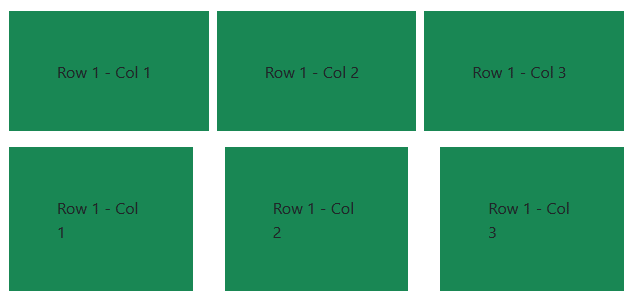 Row 1 - Col 1
Row 1 - Col 2
Row 1 - Col 3
Row 1 - Col
1
Row 1 - Col
2
Row 1 - Col
3